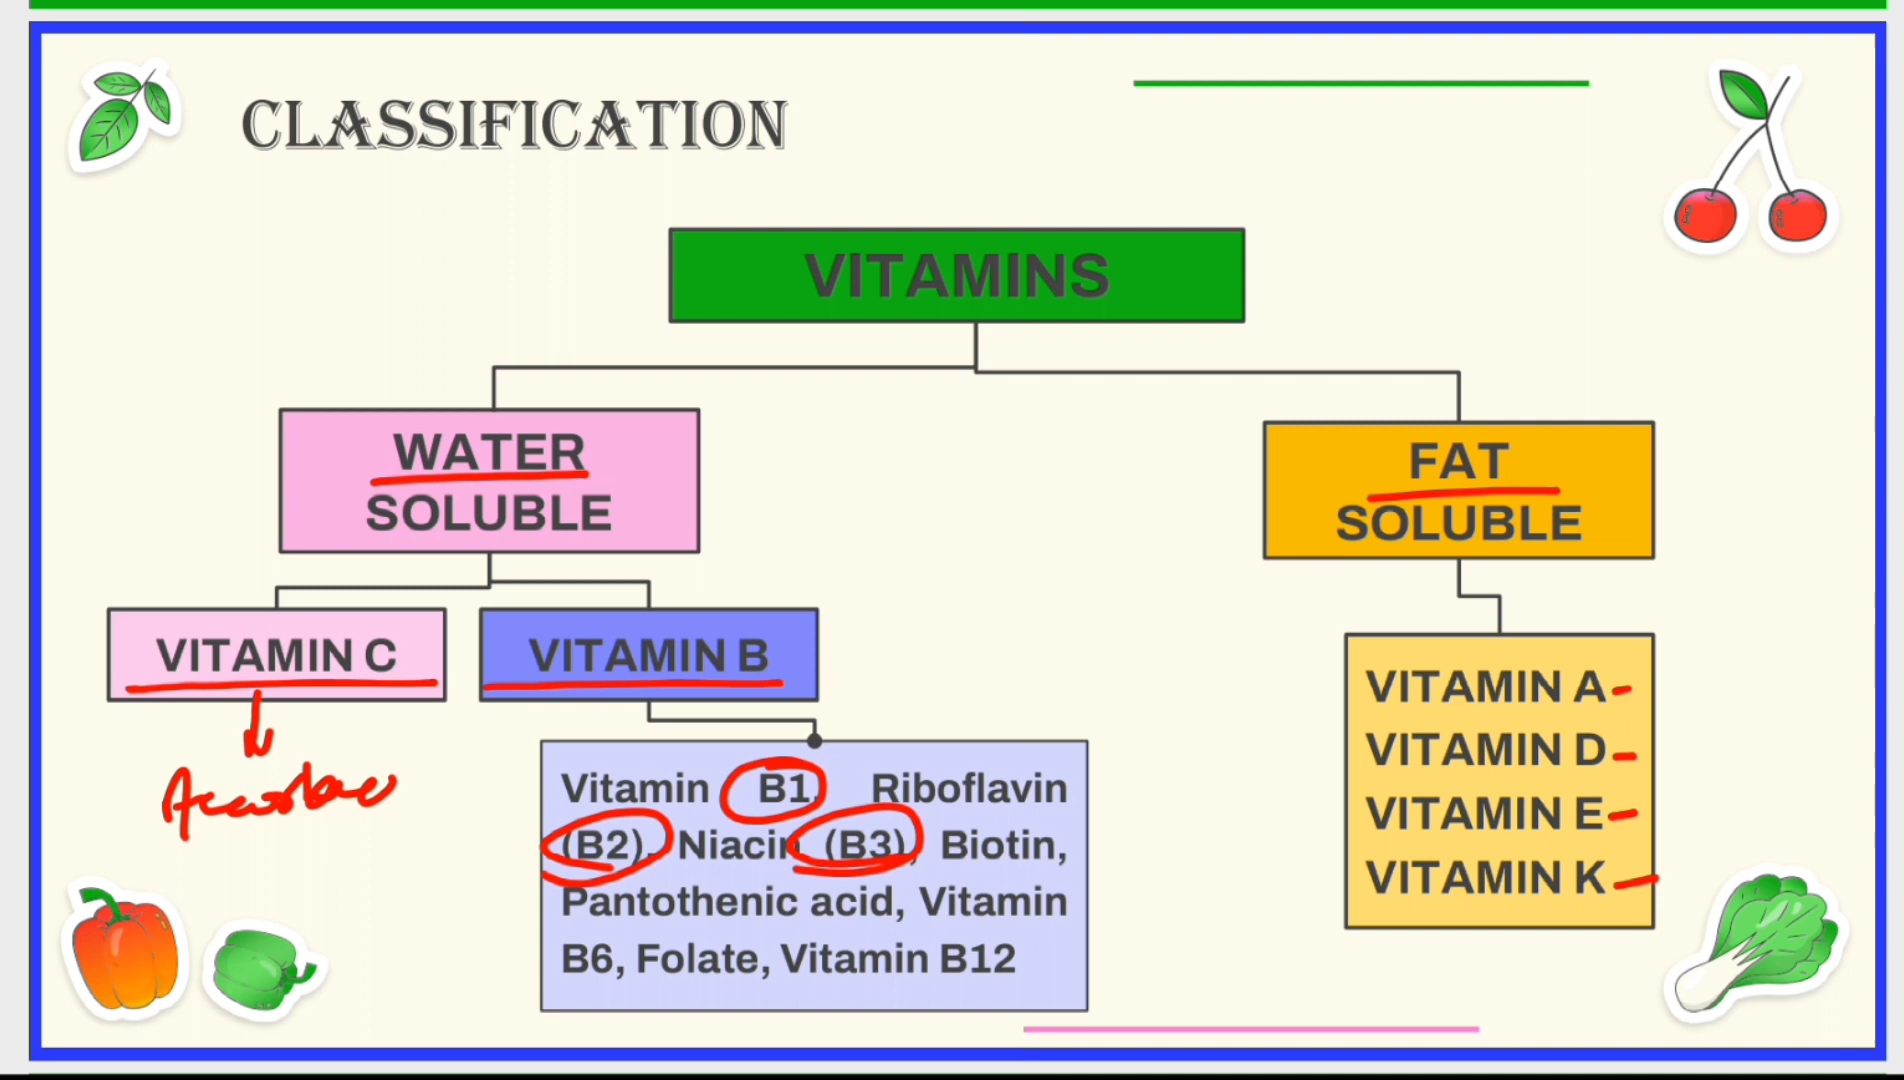 CLASSIFICATION
VITAMINS
WATER
SOLUBLE
FAT
SOLUBLE
VITAMIN C
VITAMIN B
Vitamin B1, Riboflavin
(B2), Niacin (B3), Biotin,
Pantothenic acid, Vitamin
B6, Folate, Vitamin B12
VITAMIN A
VITAMIN D
VITAMIN E
VITAMIN K